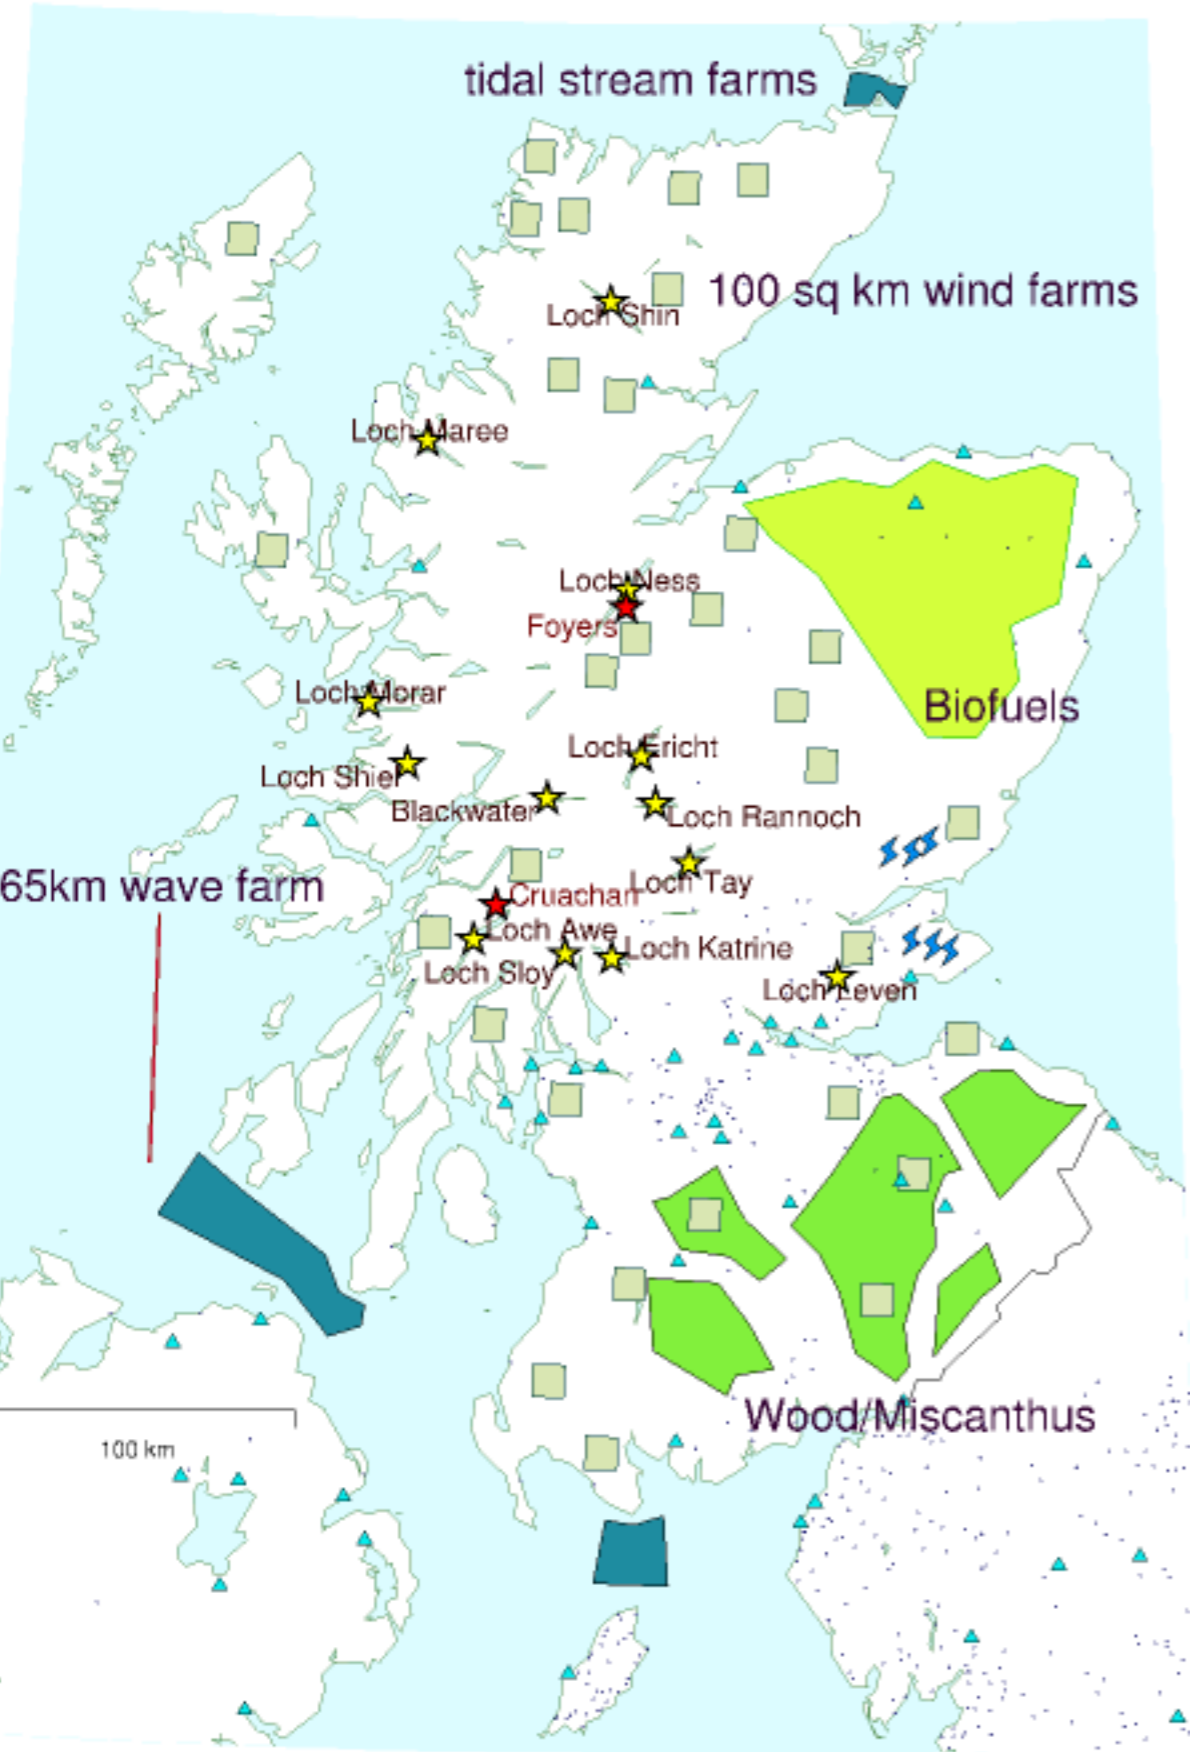 tidal stream farms
100 sq km wind farms
Loch Shin
Loch Maree
Loch Ness
Foyers
Loch Morar
Biofuels
Loch Ericht
Loch Shiel
Blackwater
Loch Rannoch
65km wave farm
Loch Tay
Cruachan
Loch Awe
Loch Katrine
Loch Sloy
Loch Leven
Wood/Miscanthus
100 km